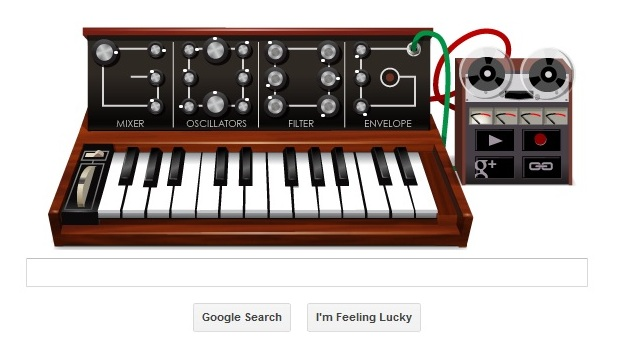 MIXER OSCILLATORS FILTER ENVELOPE
g+
Google Search I'm Feeling Lucky